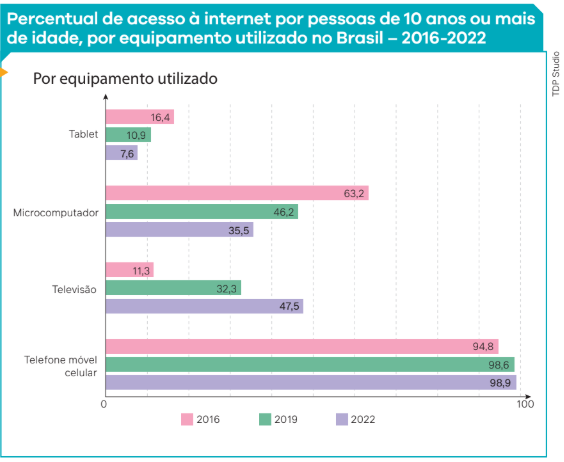 Percentual de acesso à internet por pessoas de 10 anos ou mais
de idade, por equipamento utilizado no Brasil – 2016-2022
TDP Studio
Por equipamento utilizado
Tablet
16,4
10,9
7,6
Microcomputador
63,2
46,2
35,5
Televisão
11,3
32,3
47,5
Telefone móvel
celular
94,8
98,6
98,9
0
100
2016
2019
2022